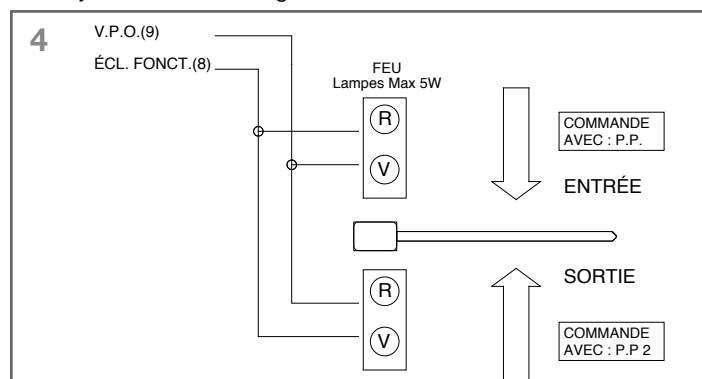 4
V.P.O.(9)
ÉCL. FONCT.(8)
FEU
Lampes Max 5W
R
V
COMMANDE
AVEC : P.P.
ENTRÉE
SORTIE
R
V
COMMANDE
AVEC : P.P 2